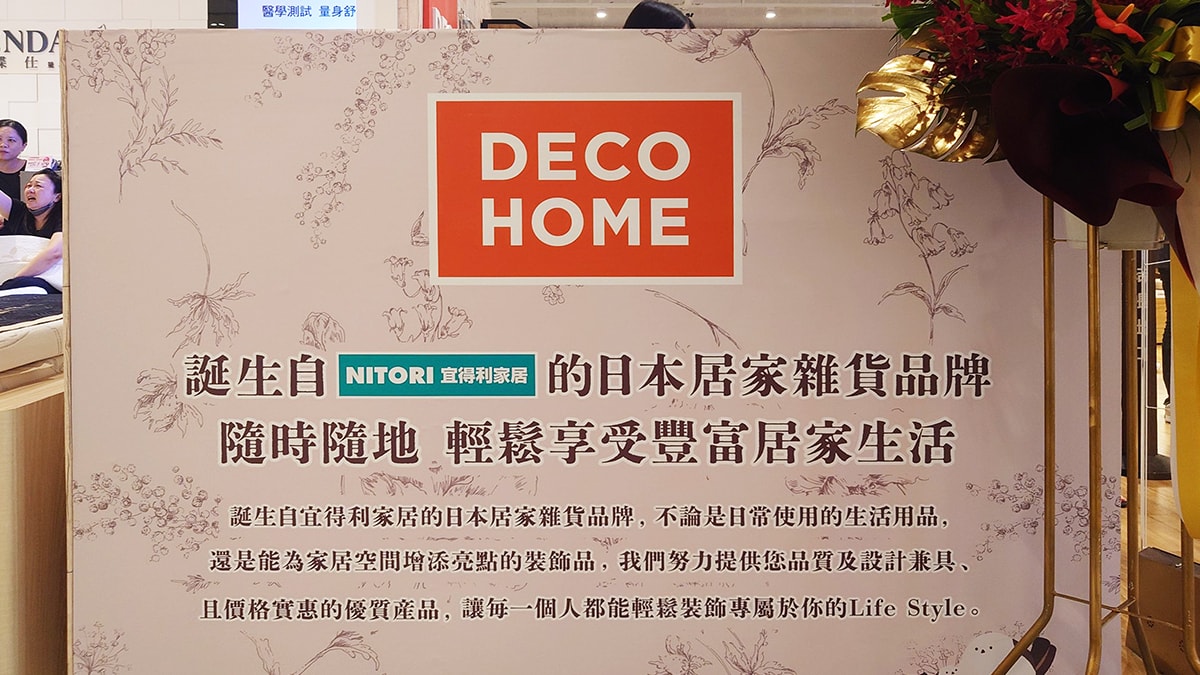 醫學測試 量身舒
DECO
HOME
誕生自 NITORI 宜得利家居 的日本居家雜貨品牌
隨時隨地 輕鬆享受豐富居家生活
誕生自宜得利家居的日本居家雜貨品牌，不論是日常使用的生活用品，
還是能為家居空間增添亮點的裝飾品，我們努力提供您品質及設計兼具、
且價格實惠的優質產品，讓每一個人都能輕鬆裝飾專屬於你的Life Style。